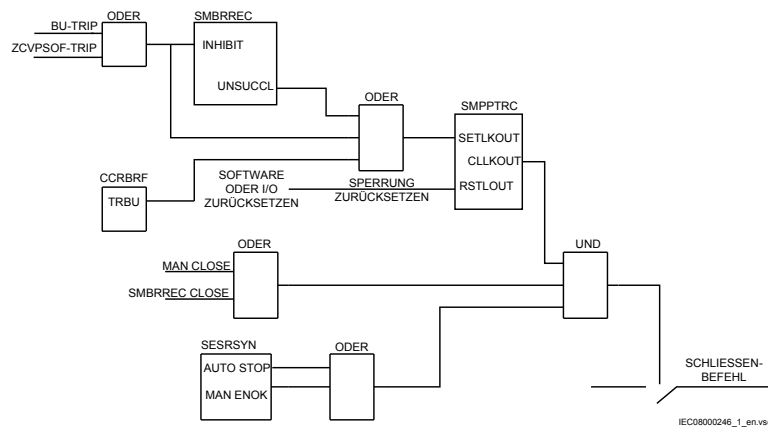 ODER
SMBRREC
BU-TRIP
ZCVPSOF-TRIP
INHIBIT
UNSUCCL
ODER
SMPPTRC
SETLKOUT
CLLKOUT
RSTLOUT
CCRBRF
TRBU
SOFTWARE
ODER I/O
ZURÜCKSETZEN
SPERRUNG
ZURÜCKSETZEN
ODER
UND
MAN CLOSE
SMBRREC CLOSE
SESRSYN
ODER
AUTO STOP
MAN ENOK
SCHLIESSEN-
BEFEHL
IEC08000246_1_en.vs